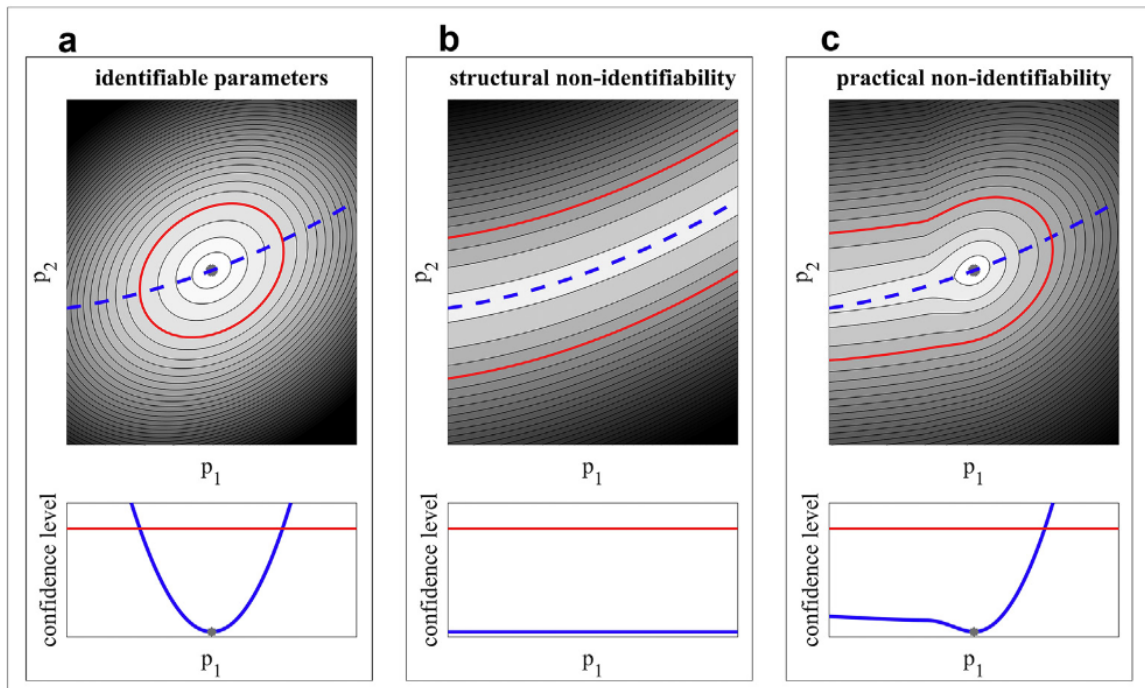 a
identifiable parameters
p2
p1
confidence level
p1
b
structural non-identifiability
p2
p1
confidence level
p1
c
practical non-identifiability
p2
p1
confidence level
p1